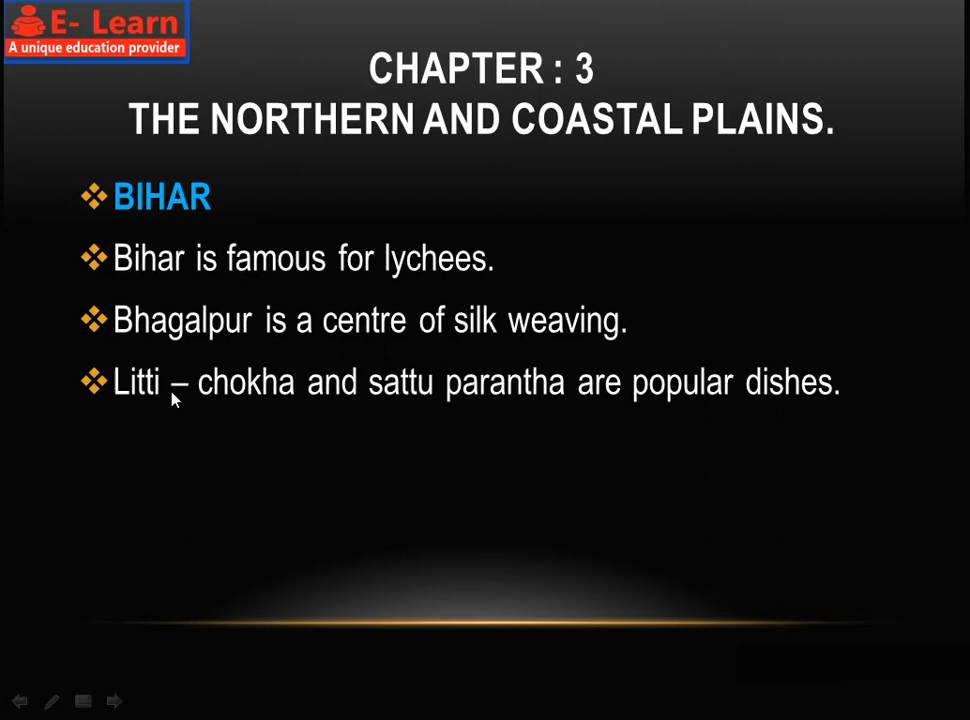 E- Learn
A unique education provider
CHAPTER : 3
THE NORTHERN AND COASTAL PLAINS.
BIHAR
Bihar is famous for lychees.
Bhagalpur is a centre of silk weaving.
Litti – chokha and sattu parantha are popular dishes.